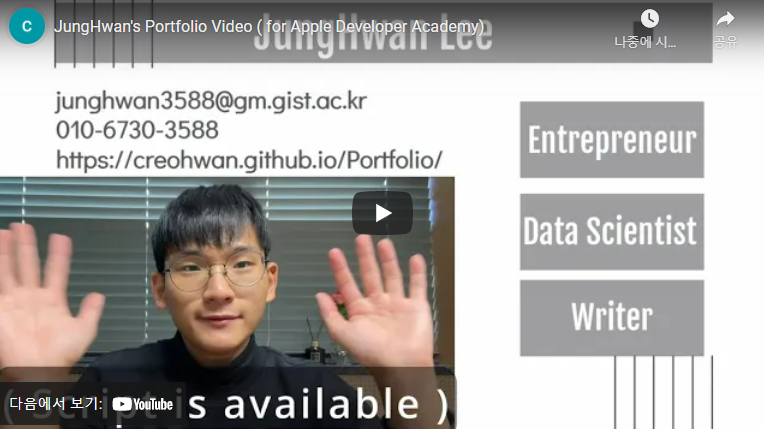 C
JungHwan's Portfolio Video ( for Apple Developer Academy)
JungHwan Lee
나중에 시...
공유
junghwan3588@gm.gist.ac.kr
010-6730-3588
https://creohwan.github.io/Portfolio/
Entrepreneur
Data Scientist
Writer
( Script is available )
다음에서 보기: YouTube